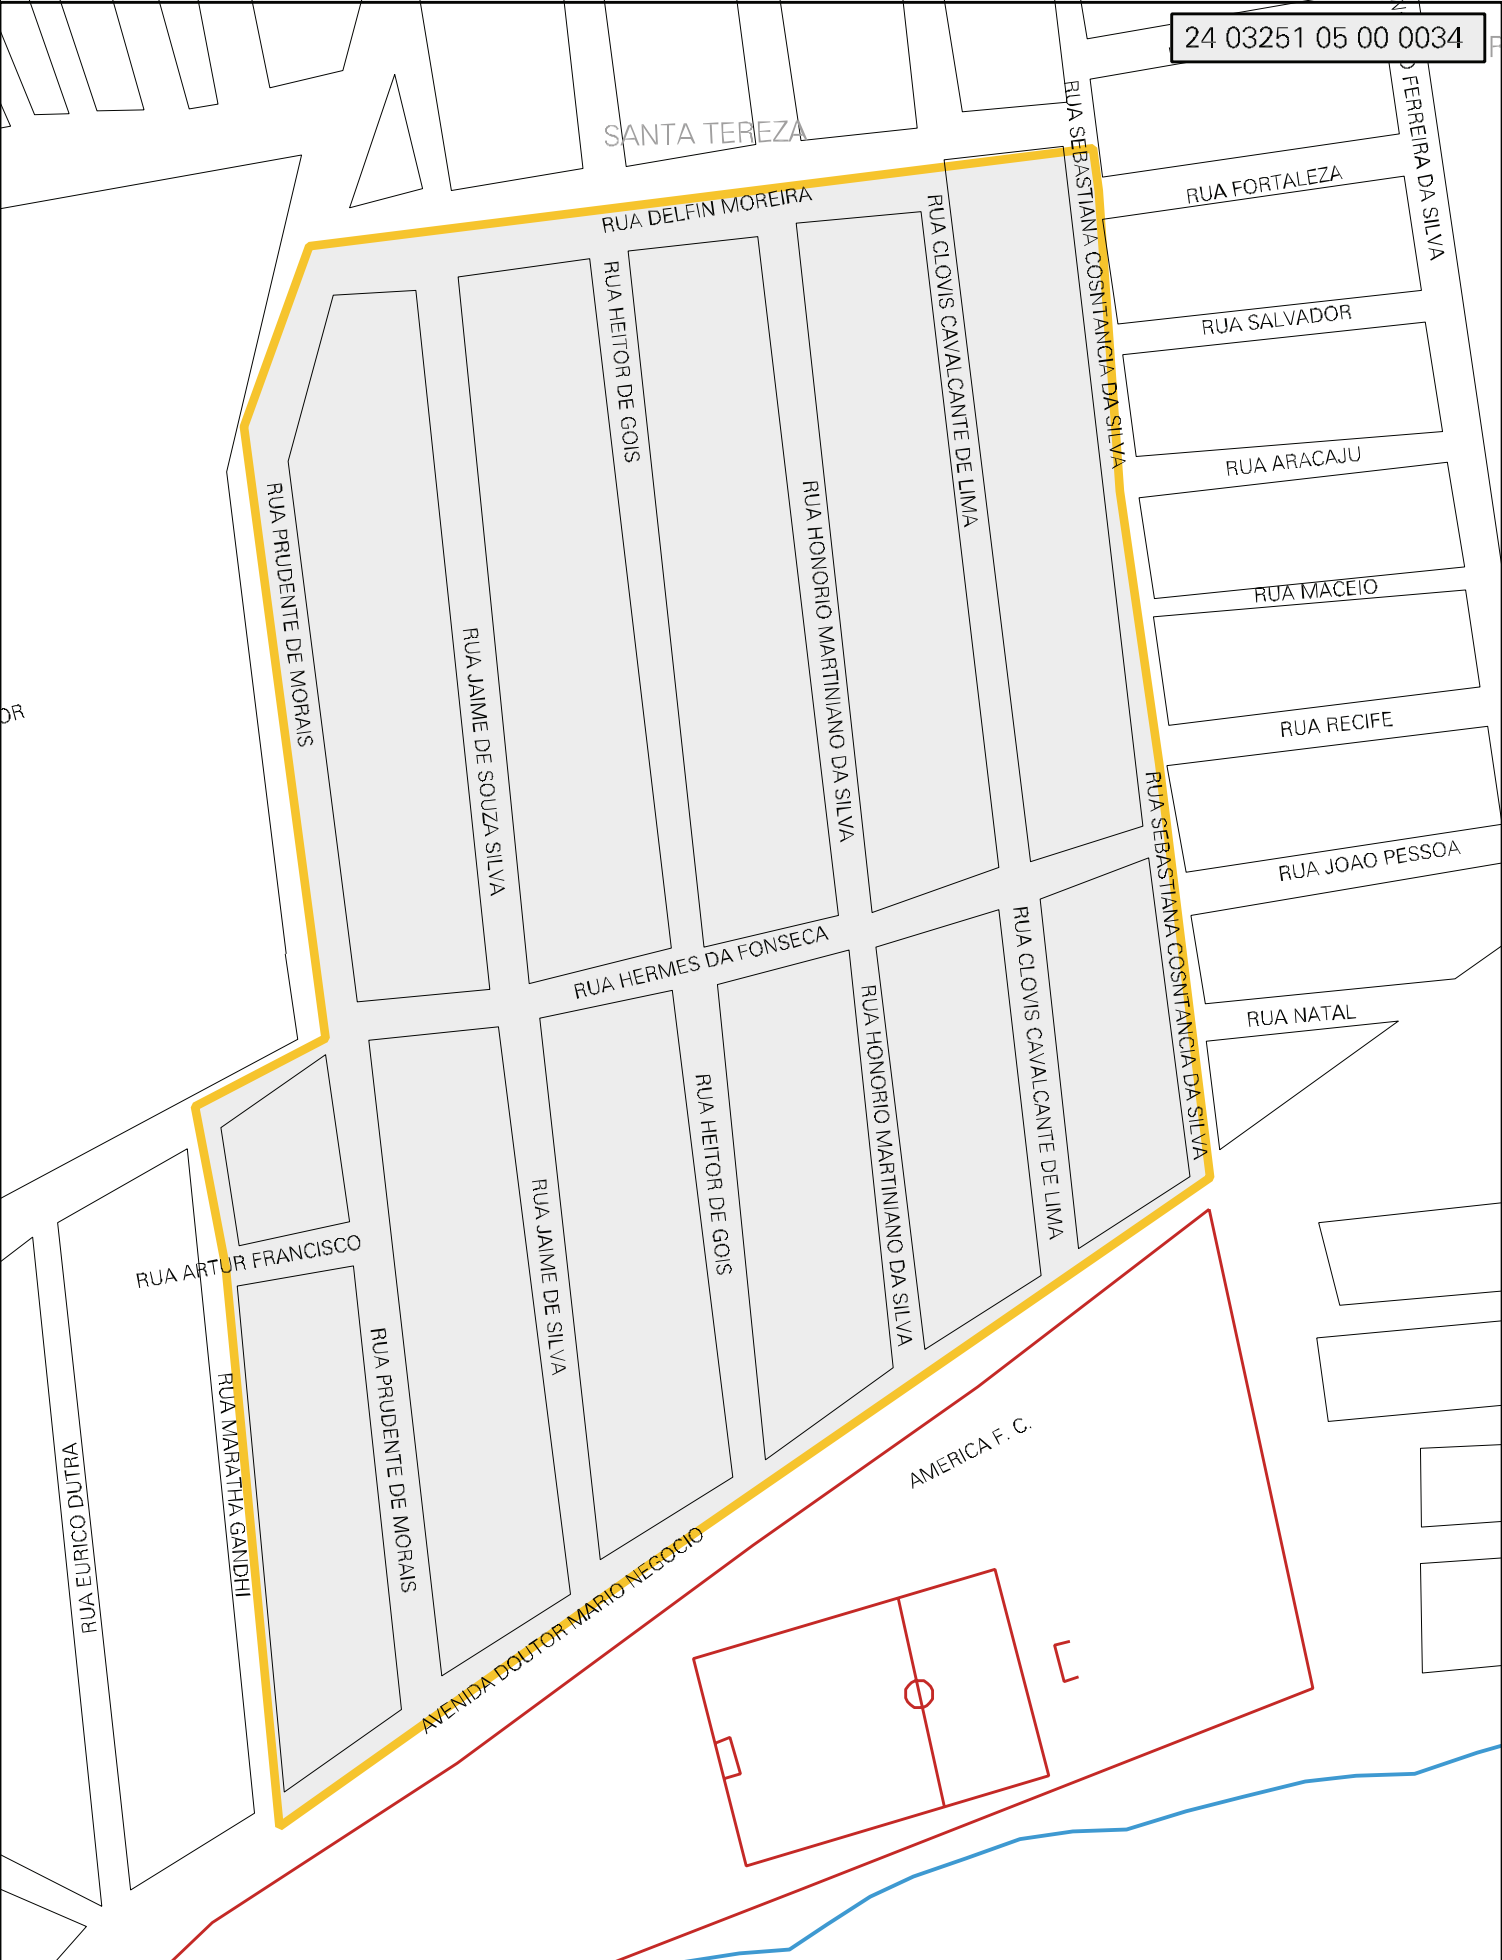 24 03251 05 00 0034
SANTA TEREZA
RUA DELFIN MOREIRA
RUA SEBASTIANA COSNTANCIA DA SILVA
FERREIRA DA SILVA
RUA FORTALEZA
RUA CLOVIS CAVALCANTE DE LIMA
RUA HEITOR DE GOIS
RUA SALVADOR
RUA ARACAJU
RUA PRUDENTE DE MORAIS
RUA HONORIO MARTINIANO DA SILVA
RUA MACEIO
RUA JAIME DE SOUZA SILVA
OR
RUA RECIFE
RUA SEBASTIANA COSNTANCIA DA SILVA
RUA JOAO PESSOA
RUA HERMES DA FONSECA
RUA CLOVIS CAVALCANTE DE LIMA
RUA HONORIO MARTINIANO DA SILVA
RUA NATAL
RUA HEITOR DE GOIS
RUA JAIME DE SILVA
RUA ARTUR FRANCISCO
RUA PRUDENTE DE MORAIS
RUA MARATHA GANDHI
RUA EURICO DUTRA
AMERICA F. C.
AVENIDA DOUTOR MARIO NEGOCIO